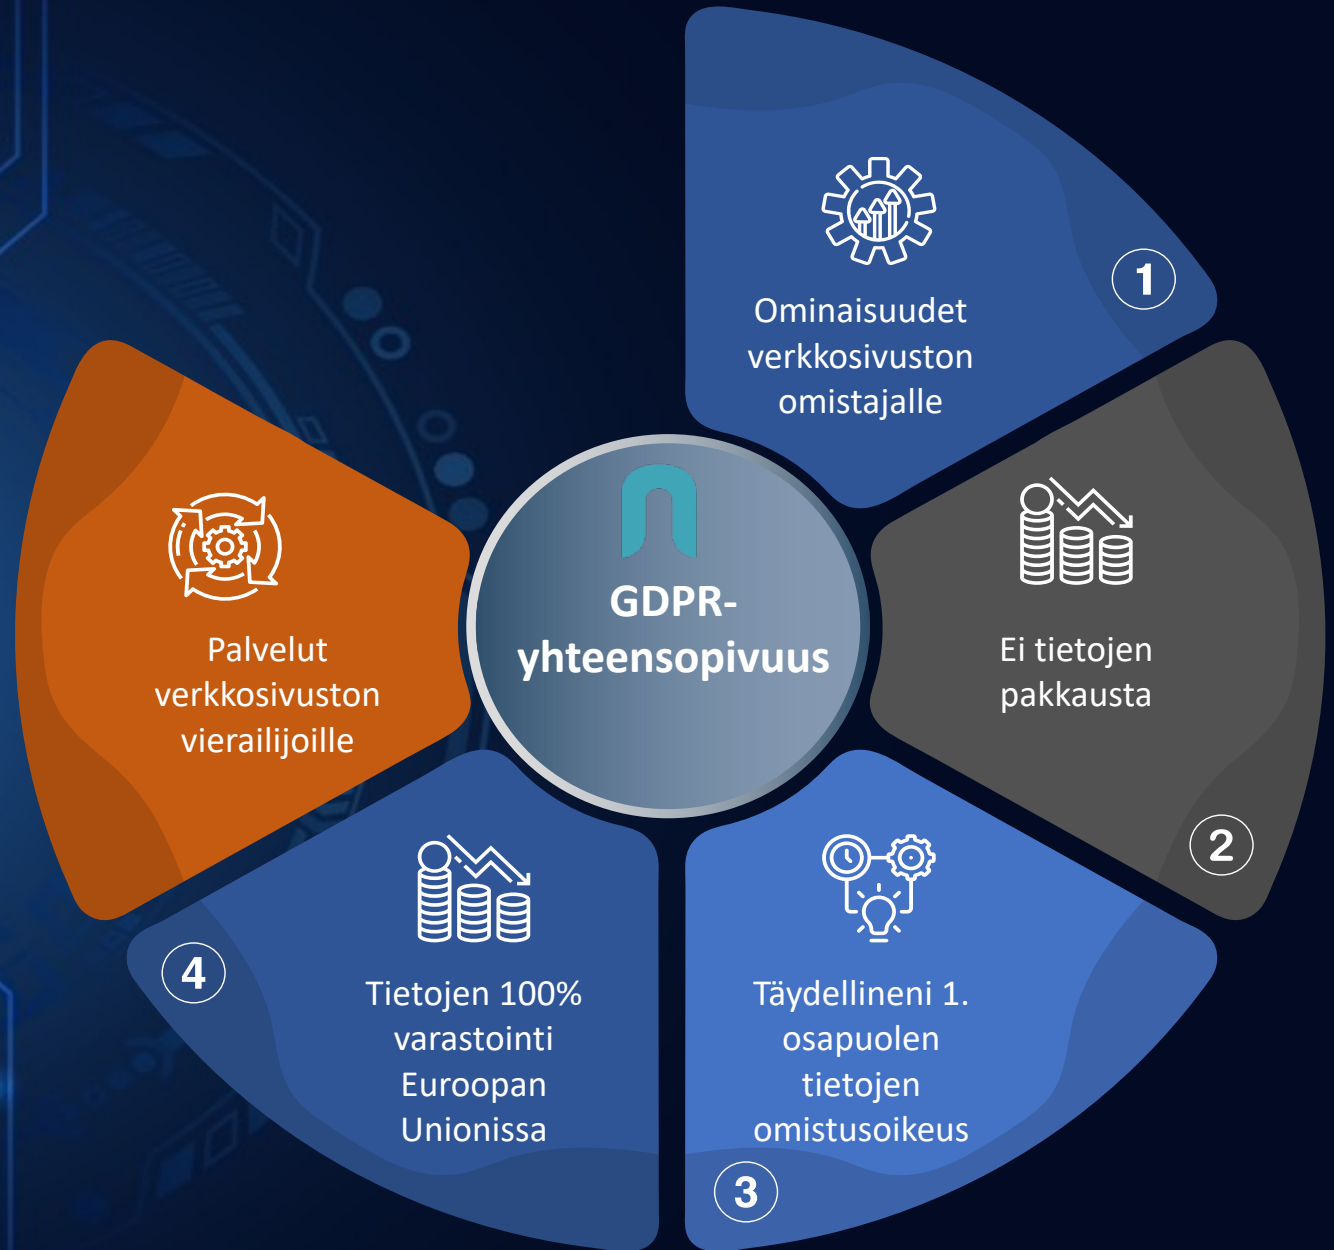 GDPR-
yhteensopivuus
1
Ominaisuudet
verkkosivuston
omistajalle
2
Ei tietojen
pakkausta
3
Täydellineni 1.
osapuolen
tietojen
omistusoikeus
4
Tietojen 100%
varastointi
Euroopan
Unionissa
Palvelut
verkkosivuston
vierailijoille